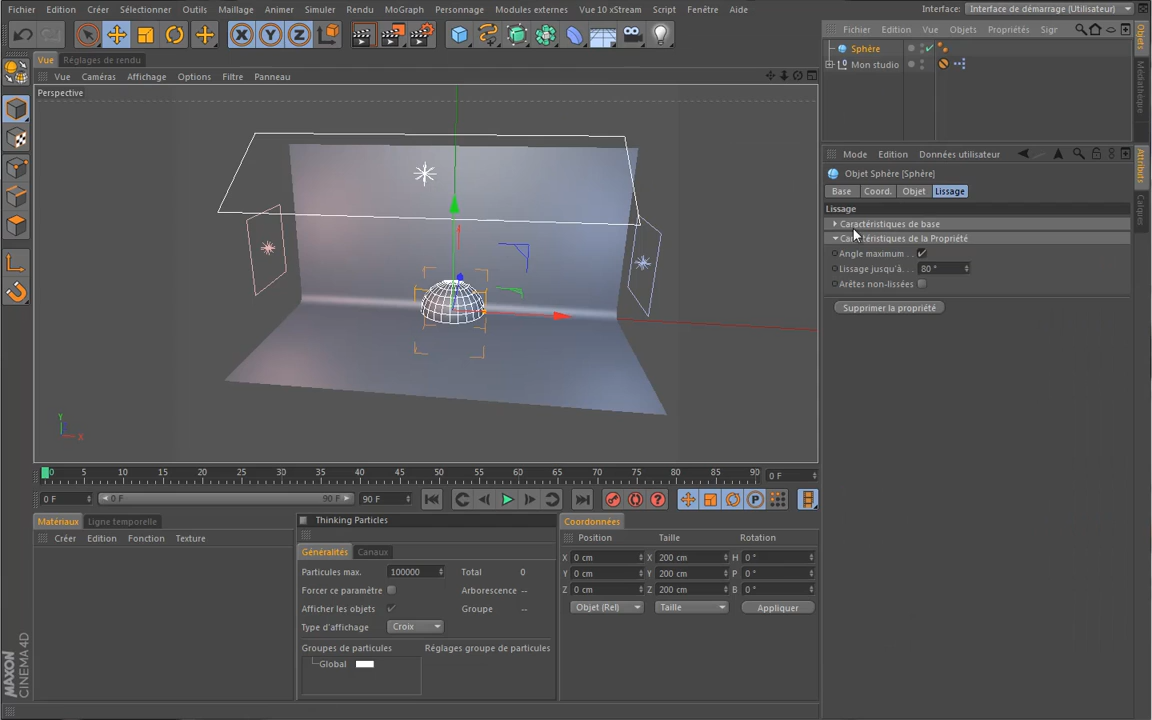 Fichier Edition Créer Sélectionner Outils Maillage Animer Simuler Rendu MoGraph Personnage Modules externes Vue 10 xStream Script Fenêtre Aide Interface: Interface de démarrage (Utilisateur)
Vue Réglages de rendu
Vue Caméras Affichage Options Filtre Panneau
Perspective
Y
X
Fichier Edition Vue Objets Propriétés Signr
Sphère
Mon studio
Objets
Médiathèque
Mode Edition Données utilisateur
Objet Sphère [Sphère]
Base Coord. Objet Lissage
Lissage
Caractéristiques de base
Caractéristiques de la Propriété
Angle maximum . .
Lissage jusqu'à. . . 80 °
Arêtes non-lissées
Supprimer la propriété
Attributs
Calques
0 5 10 15 20 25 30 35 40 45 50 55 60 65 70 75 80 85 90 0 F
0 F 0 F 90 F 90 F
P
Matériaux Ligne temporelle
Créer Edition Fonction Texture
Thinking Particles
Généralités Canaux
Particules max. 100000 Total 0
Forcer ce paramètre Arborescence --
Afficher les objets Groupe --
Type d'affichage Croix
Groupes de particules Réglages groupe de particules
Global
Coordonnées
Position Taille Rotation
X 0 cm X 200 cm H 0 °
Y 0 cm Y 200 cm P 0 °
Z 0 cm Z 200 cm B 0 °
Objet (Rel) Taille Appliquer
MAXON
CINEMA 4D